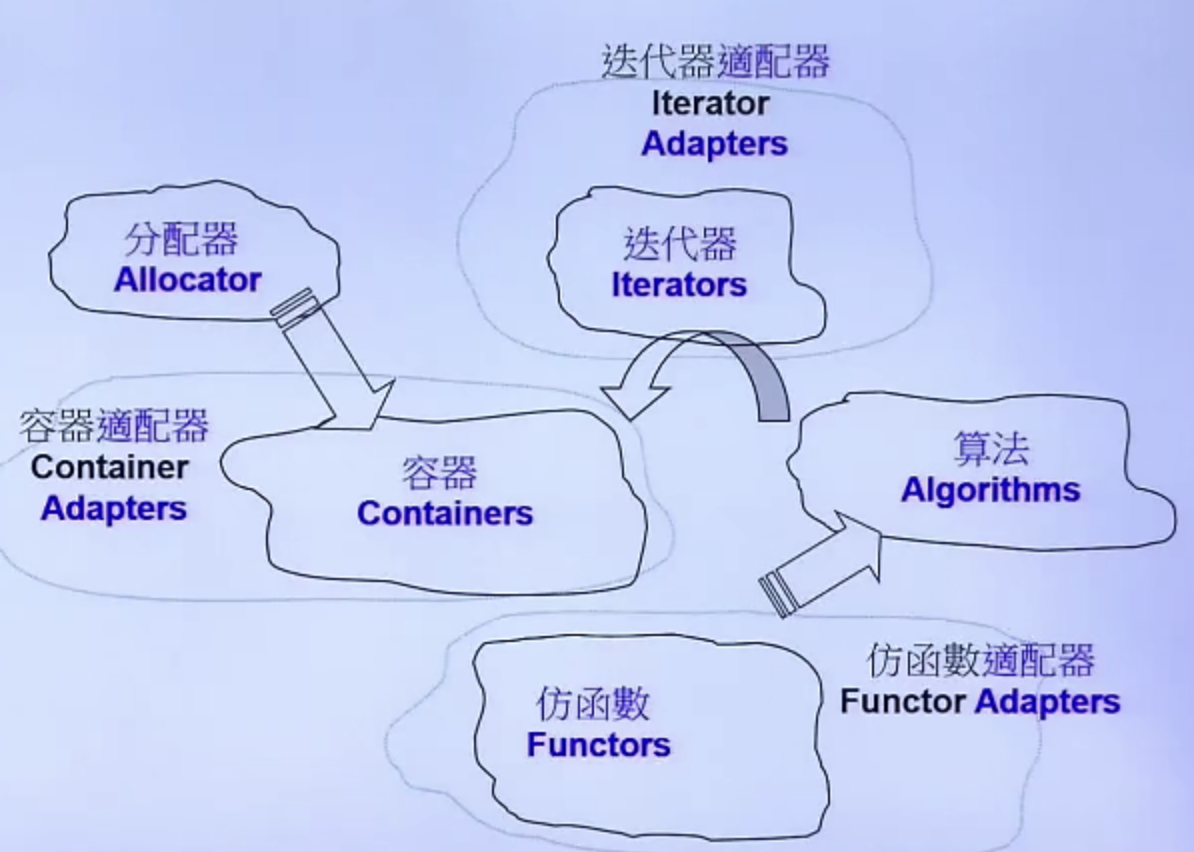 迭代器適配器
Iterator
Adapters
分配器
Allocator
迭代器
Iterators
容器適配器
Container
Adapters
容器
Containers
算法
Algorithms
仿函數
Functors
仿函數適配器
Functor Adapters